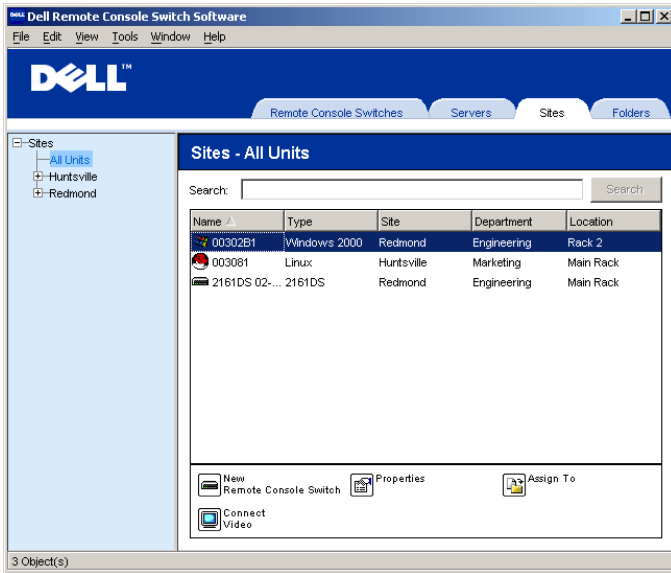 DELL Dell Remote Console Switch Software
File Edit View Tools Window Help
DELL™
Remote Console Switches Servers Sites Folders
Sites
All Units
Huntsville
Redmond
Sites - All Units
Search: Search
Name Type Site Department Location
00302B1 Windows 2000 Redmond Engineering Rack 2
003081 Linux Huntsville Marketing Main Rack
2161DS 02-... 2161DS Redmond Engineering Main Rack
New
Remote Console Switch
Properties
Assign To
Connect
Video
3 Object(s)